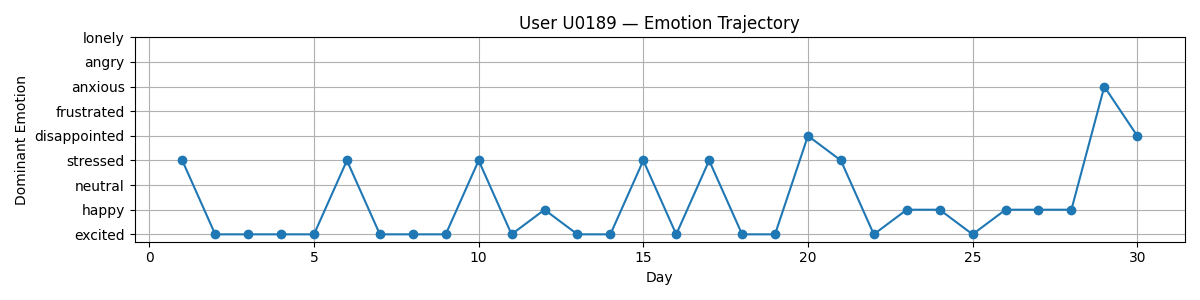 User U0189 — Emotion Trajectory
Dominant Emotion
lonely
angry
anxious
frustrated
disappointed
stressed
neutral
happy
excited
0 5 10 15 20 25 30
Day